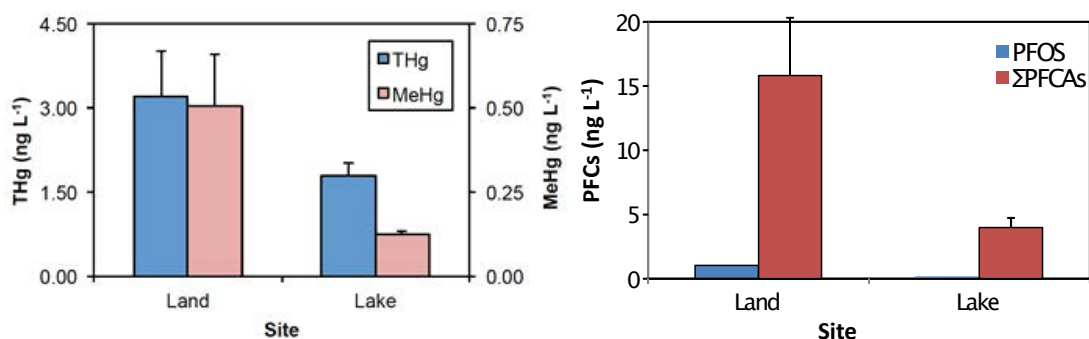 4.50
3.00
1.50
0.00
THg (ng L⁻¹)
THg
MeHg
0.75
0.50
0.25
0.00
MeHg (ng L⁻¹)
Land
Lake
Site
20
15
10
5
0
PFCs (ng L⁻¹)
PFOS
ΣPFCAs
Land
Lake
Site